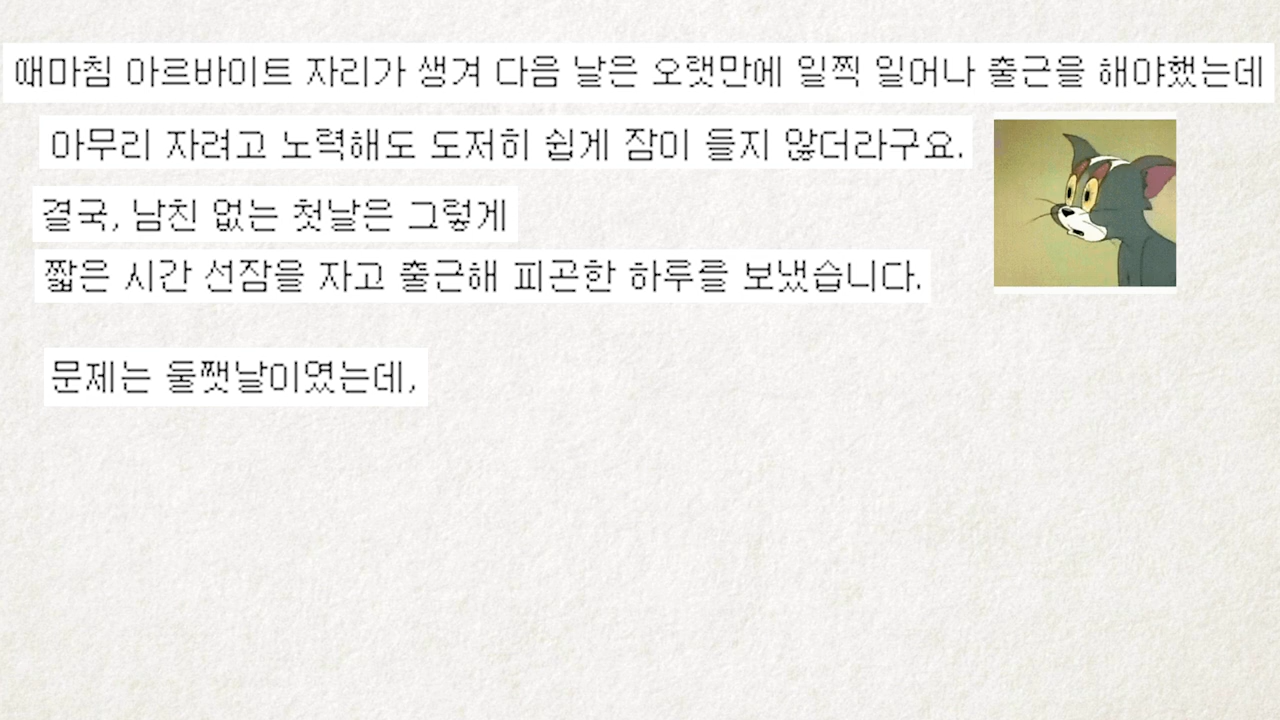 때마침 아르바이트 자리가 생겨 다음 날은 오랫만에 일찍 일어나 출근을 해야했는데
아무리 자려고 노력해도 도저히 쉽게 잠이 들지 않더라구요.
결국, 남친 없는 첫날은 그렇게
짧은 시간 선잠을 자고 출근해 피곤한 하루를 보냈습니다.
문제는 둘쨋날이였는데,